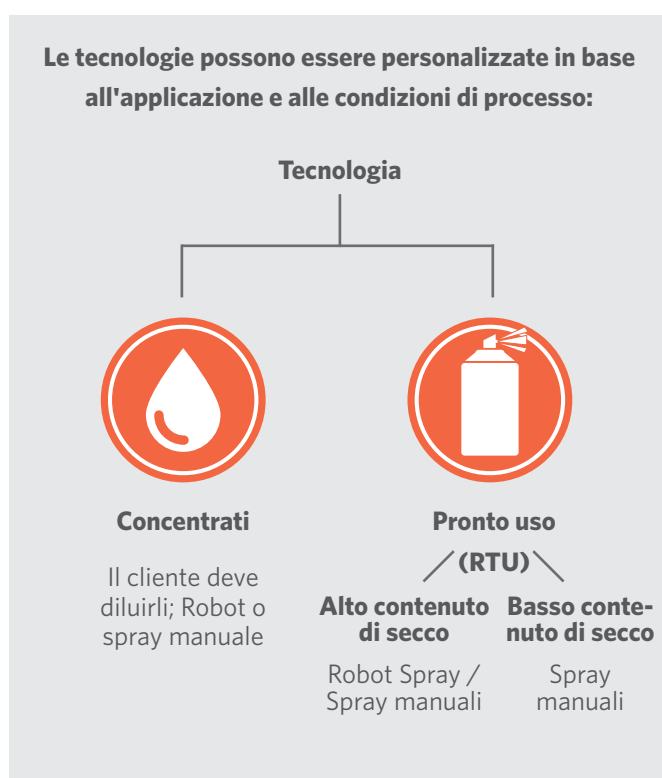 Le tecnologie possono essere personalizzate in base
all'applicazione e alle condizioni di processo:
Tecnologia
Concentrati
Il cliente deve
diluirli; Robot o
spray manuale
Pronto uso
(RTU)
Alto contenuto
di secco
Robot Spray /
Spray manuali
Basso conte-
nuto di secco
Spray
manuali